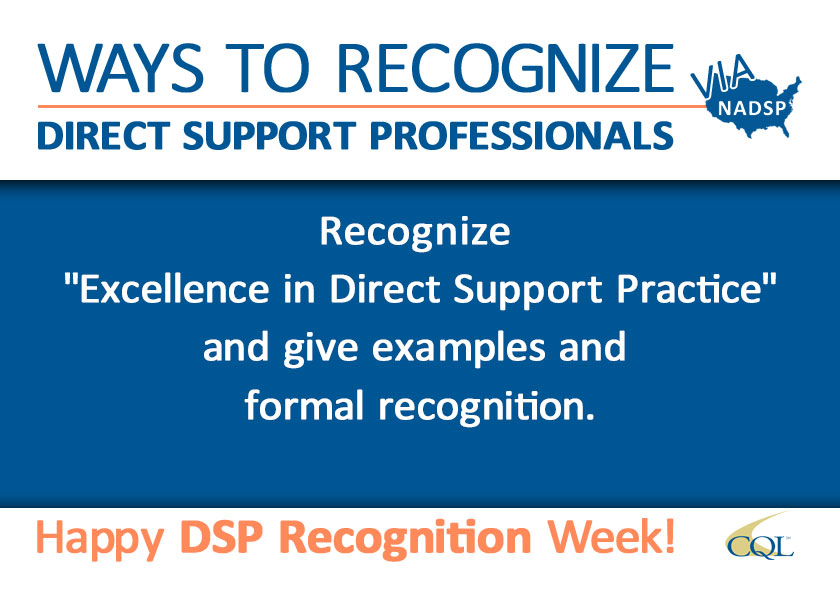 WAYS TO RECOGNIZE
VIA
NADSP
DIRECT SUPPORT PROFESSIONALS
Recognize
"Excellence in Direct Support Practice"
and give examples and
formal recognition.
Happy DSP Recognition Week!
CQL™